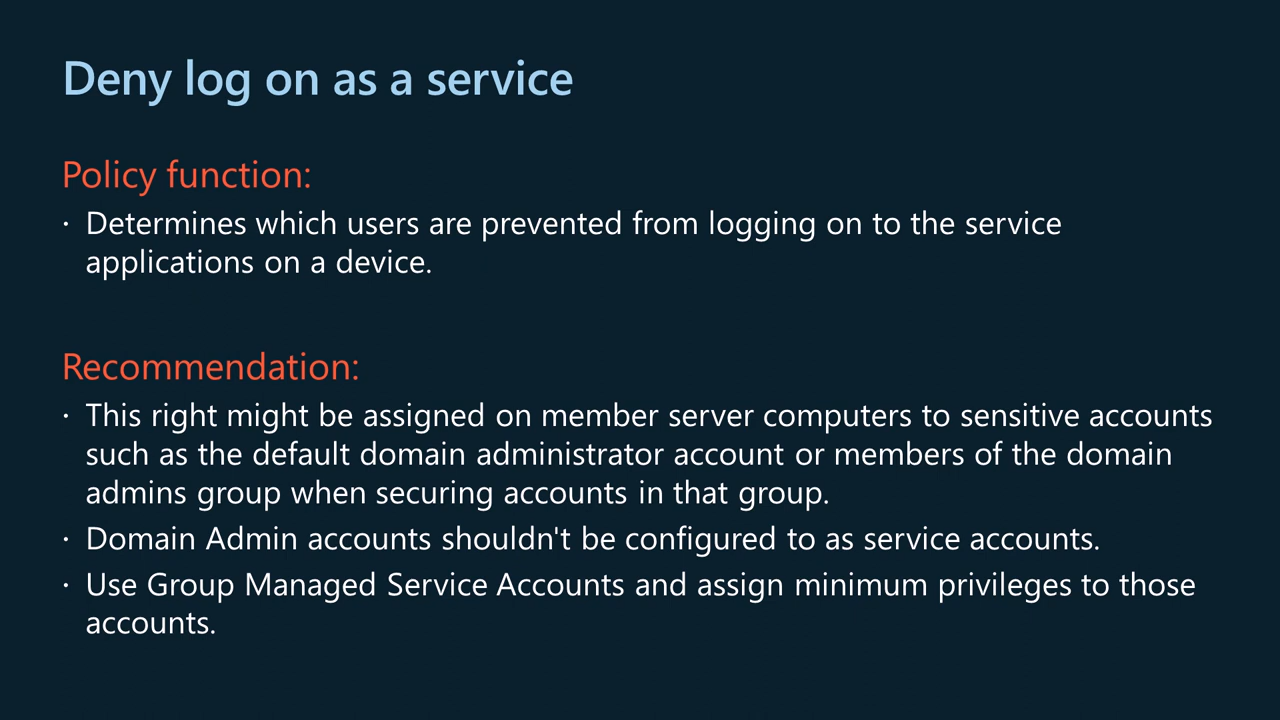 Deny log on as a service
Policy function:
· Determines which users are prevented from logging on to the service
applications on a device.
Recommendation:
· This right might be assigned on member server computers to sensitive accounts
such as the default domain administrator account or members of the domain
admins group when securing accounts in that group.
· Domain Admin accounts shouldn't be configured to as service accounts.
· Use Group Managed Service Accounts and assign minimum privileges to those
accounts.